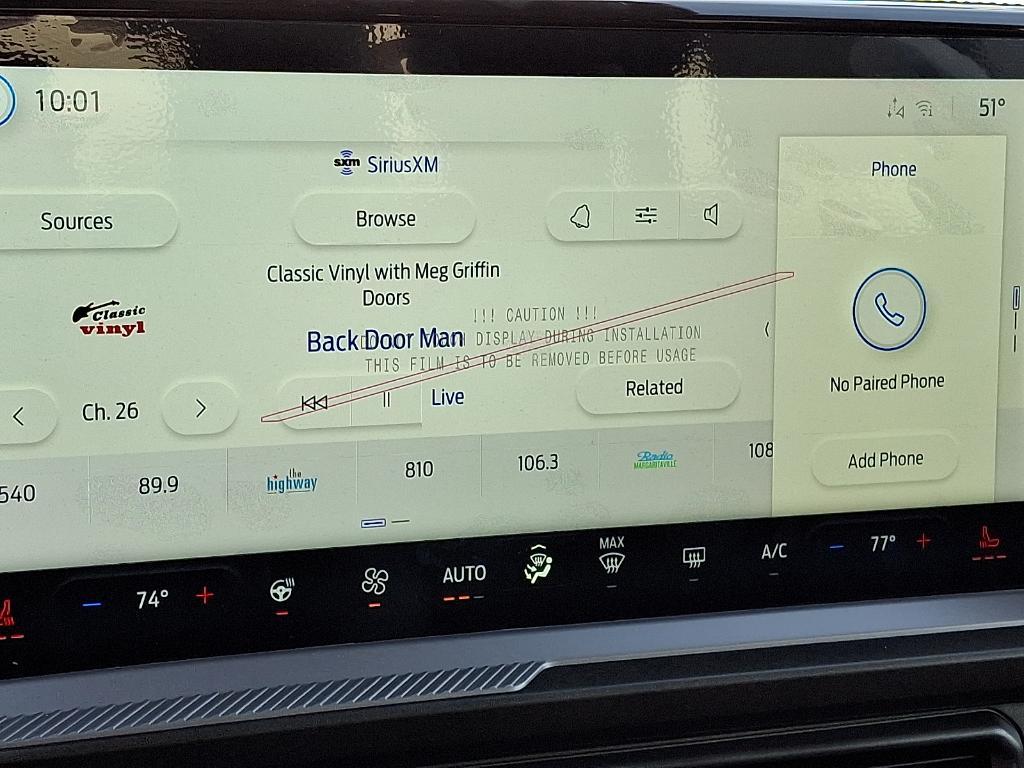 10:01
51°
sxm SiriusXM
Phone
Sources
Browse
Classic Vinyl with Meg Griffin
Doors
Classic
vinyl
!!! CAUTION !!!
Back Door Man
DISPLAY DURING INSTALLATION
THIS FILM IS TO BE REMOVED BEFORE USAGE
No Paired Phone
Ch. 26
Live
Related
Add Phone
540
89.9
the
highway
810
106.3
Radio
MARGARITAVILLE
108
74°
AUTO
MAX
A/C
77°